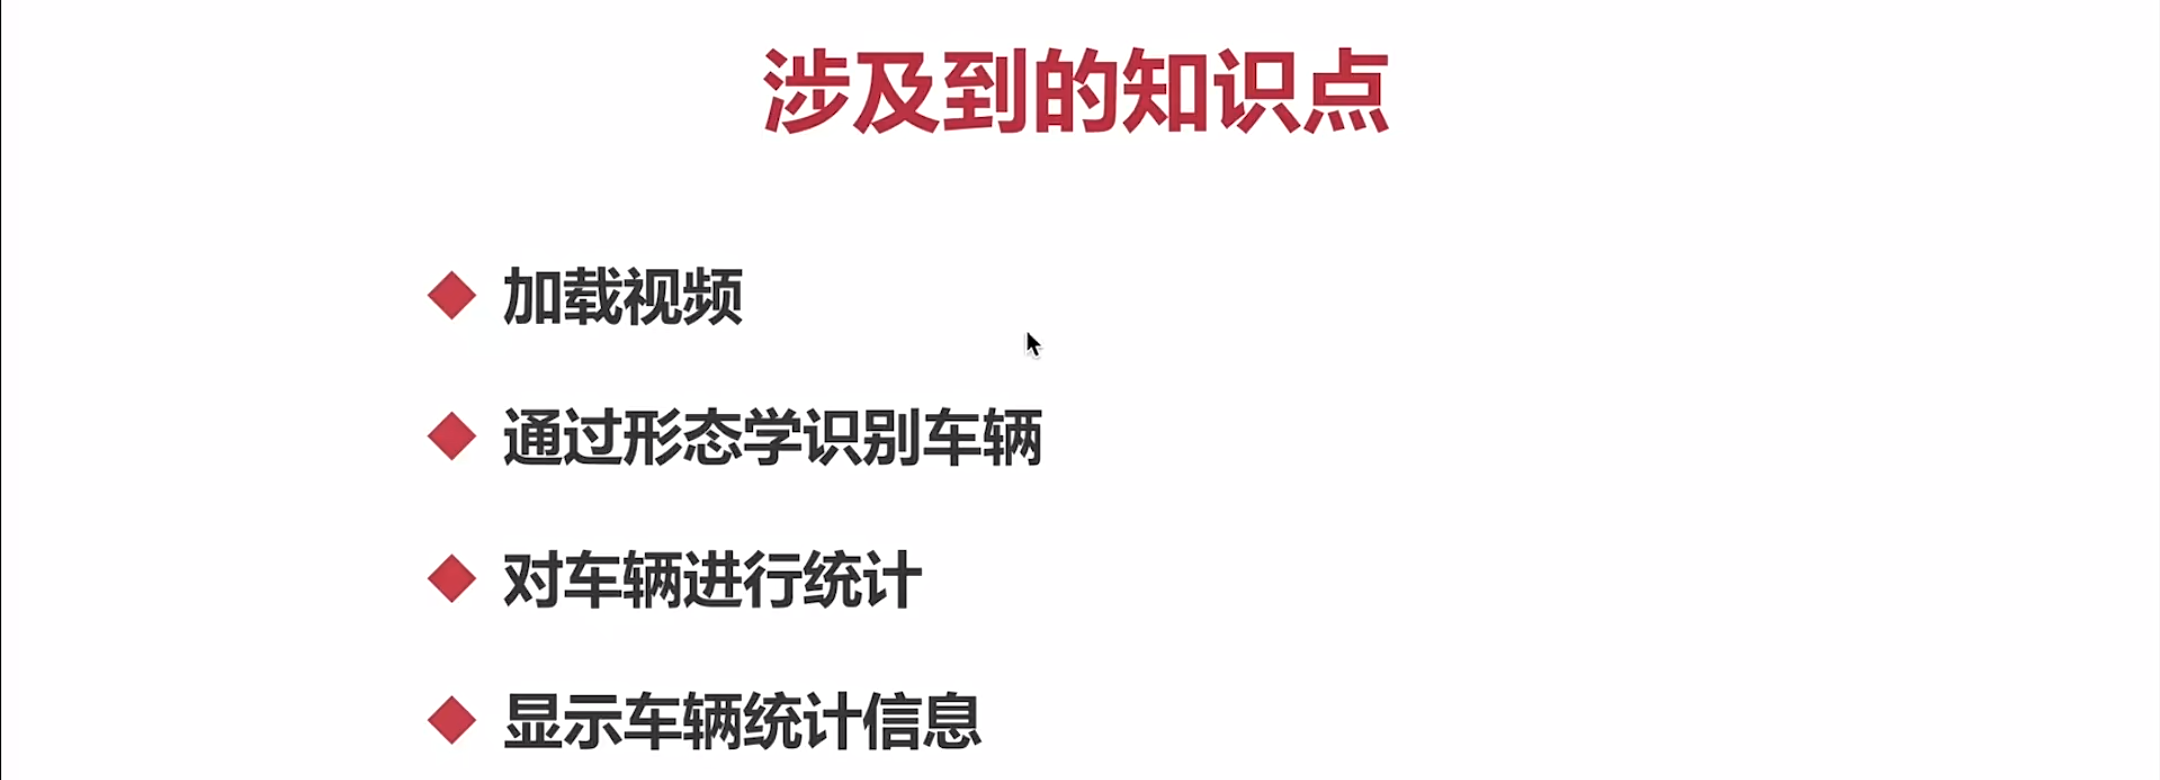 涉及到的知识点
加载视频
通过形态学识别车辆
对车辆进行统计
显示车辆统计信息